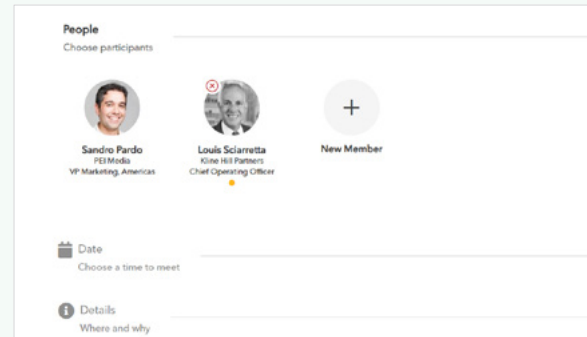 People
Choose participants
Sandro Pardo
PEI Media
VP Marketing, Americas
Louis Sciarretta
Kline Hill Partners
Chief Operating Officer
New Member
Date
Choose a time to meet
Details
Where and why